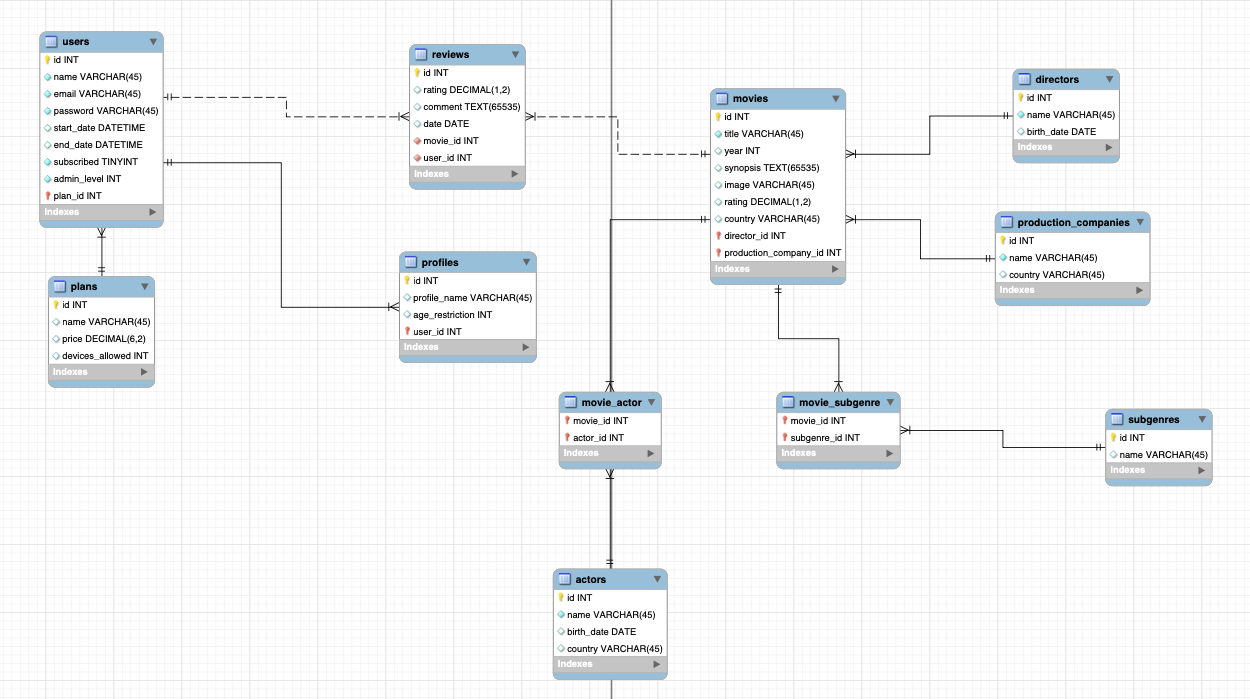 users
id INT
name VARCHAR(45)
email VARCHAR(45)
password VARCHAR(45)
start_date DATETIME
end_date DATETIME
subscribed TINYINT
admin_level INT
plan_id INT
Indexes
plans
id INT
name VARCHAR(45)
price DECIMAL(6,2)
devices_allowed INT
Indexes
reviews
id INT
rating DECIMAL(1,2)
comment TEXT(65535)
date DATE
movie_id INT
user_id INT
Indexes
profiles
id INT
profile_name VARCHAR(45)
age_restriction INT
user_id INT
Indexes
movies
id INT
title VARCHAR(45)
year INT
synopsis TEXT(65535)
image VARCHAR(45)
rating DECIMAL(1,2)
country VARCHAR(45)
director_id INT
production_company_id INT
Indexes
directors
id INT
name VARCHAR(45)
birth_date DATE
Indexes
production_companies
id INT
name VARCHAR(45)
country VARCHAR(45)
Indexes
movie_actor
movie_id INT
actor_id INT
Indexes
movie_subgenre
movie_id INT
subgenre_id INT
Indexes
subgenres
id INT
name VARCHAR(45)
Indexes
actors
id INT
name VARCHAR(45)
birth_date DATE
country VARCHAR(45)
Indexes